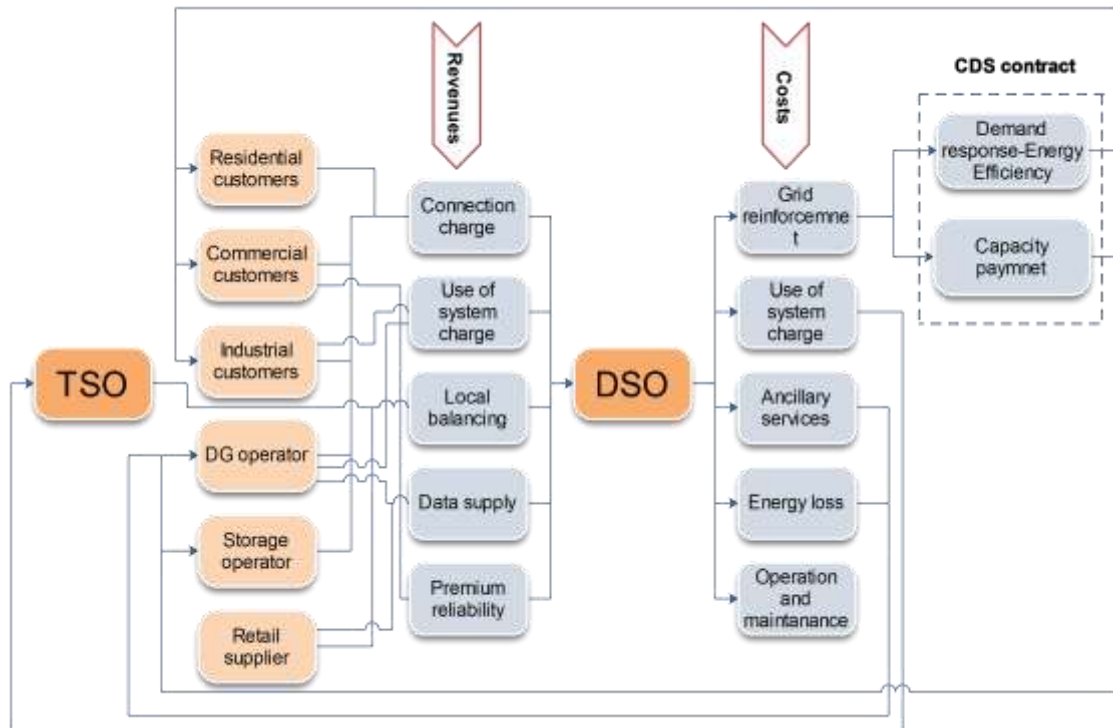 Revenues
Costs
CDS contract
Residential
customers
Commercial
customers
Industrial
customers
TSO
DG operator
Storage
operator
Retail
supplier
Connection
charge
Use of
system
charge
Local
balancing
Data supply
Premium
reliability
DSO
Grid
reinforcemne
t
Use of
system
charge
Ancillary
services
Energy loss
Operation
and
maintanance
Demand
response-Energy
Efficiency
Capacity
paymnet